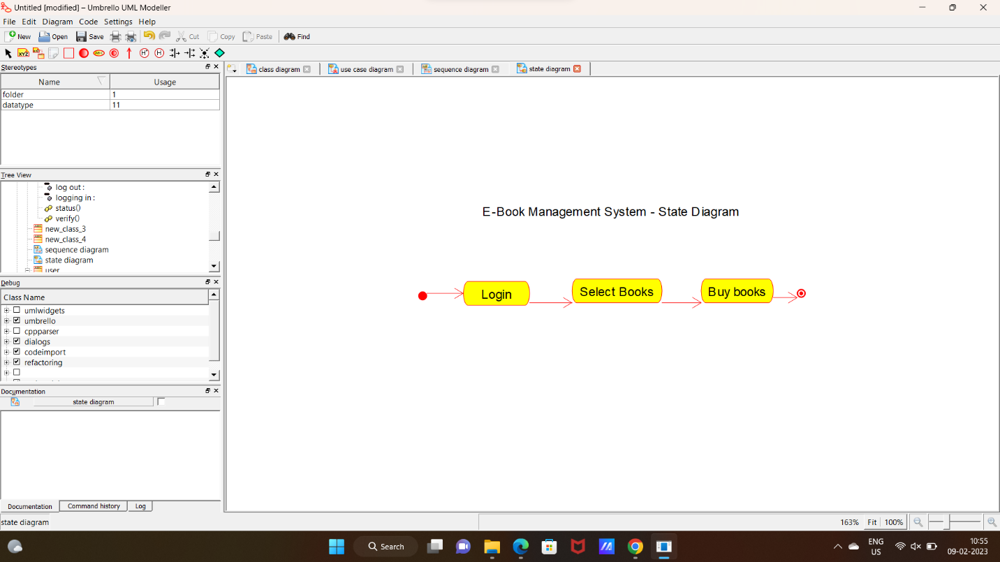 Untitled [modified] – Umbrello UML Modeller
File Edit Diagram Code Settings Help
New Open Save Cut Copy Paste Find
Stereotypes
Name Usage
folder 1
datatype 11
Tree View
log out :
logging in :
status()
verify()
new_class_3
new_class_4
sequence diagram
state diagram
user
Debug
Class Name
umlwidgets
umbrello
cppparser
dialogs
codeimport
refactoring
Documentation
state diagram
Documentation Command history Log
state diagram
class diagram use case diagram sequence diagram state diagram
E-Book Management System - State Diagram
Login Select Books Buy books
163% Fit 100%
Search
ENG
US
10:55
09-02-2023